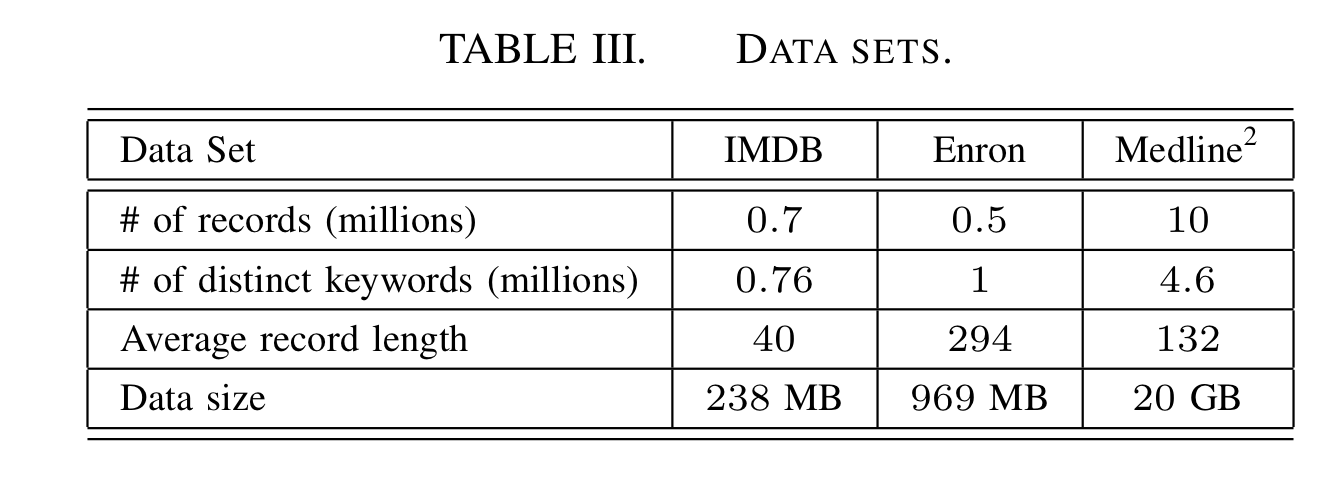 TABLE III. DATA SETS.
Data Set IMDB Enron Medline²
# of records (millions) 0.7 0.5 10
# of distinct keywords (millions) 0.76 1 4.6
Average record length 40 294 132
Data size 238 MB 969 MB 20 GB